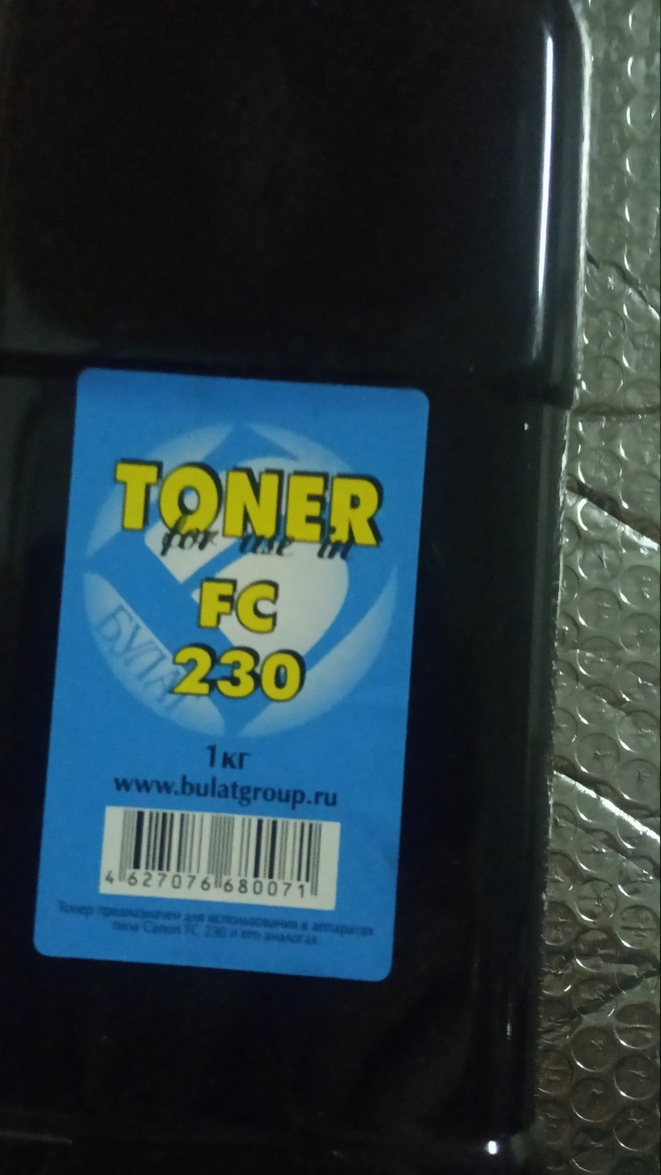 TONER
for use in
FC
230
БУЛАТ
1кг
www.bulatgroup.ru
4 627076 680071
Тонер предназначен для использования в аппаратах
типа Canon FC 230 и его аналогах